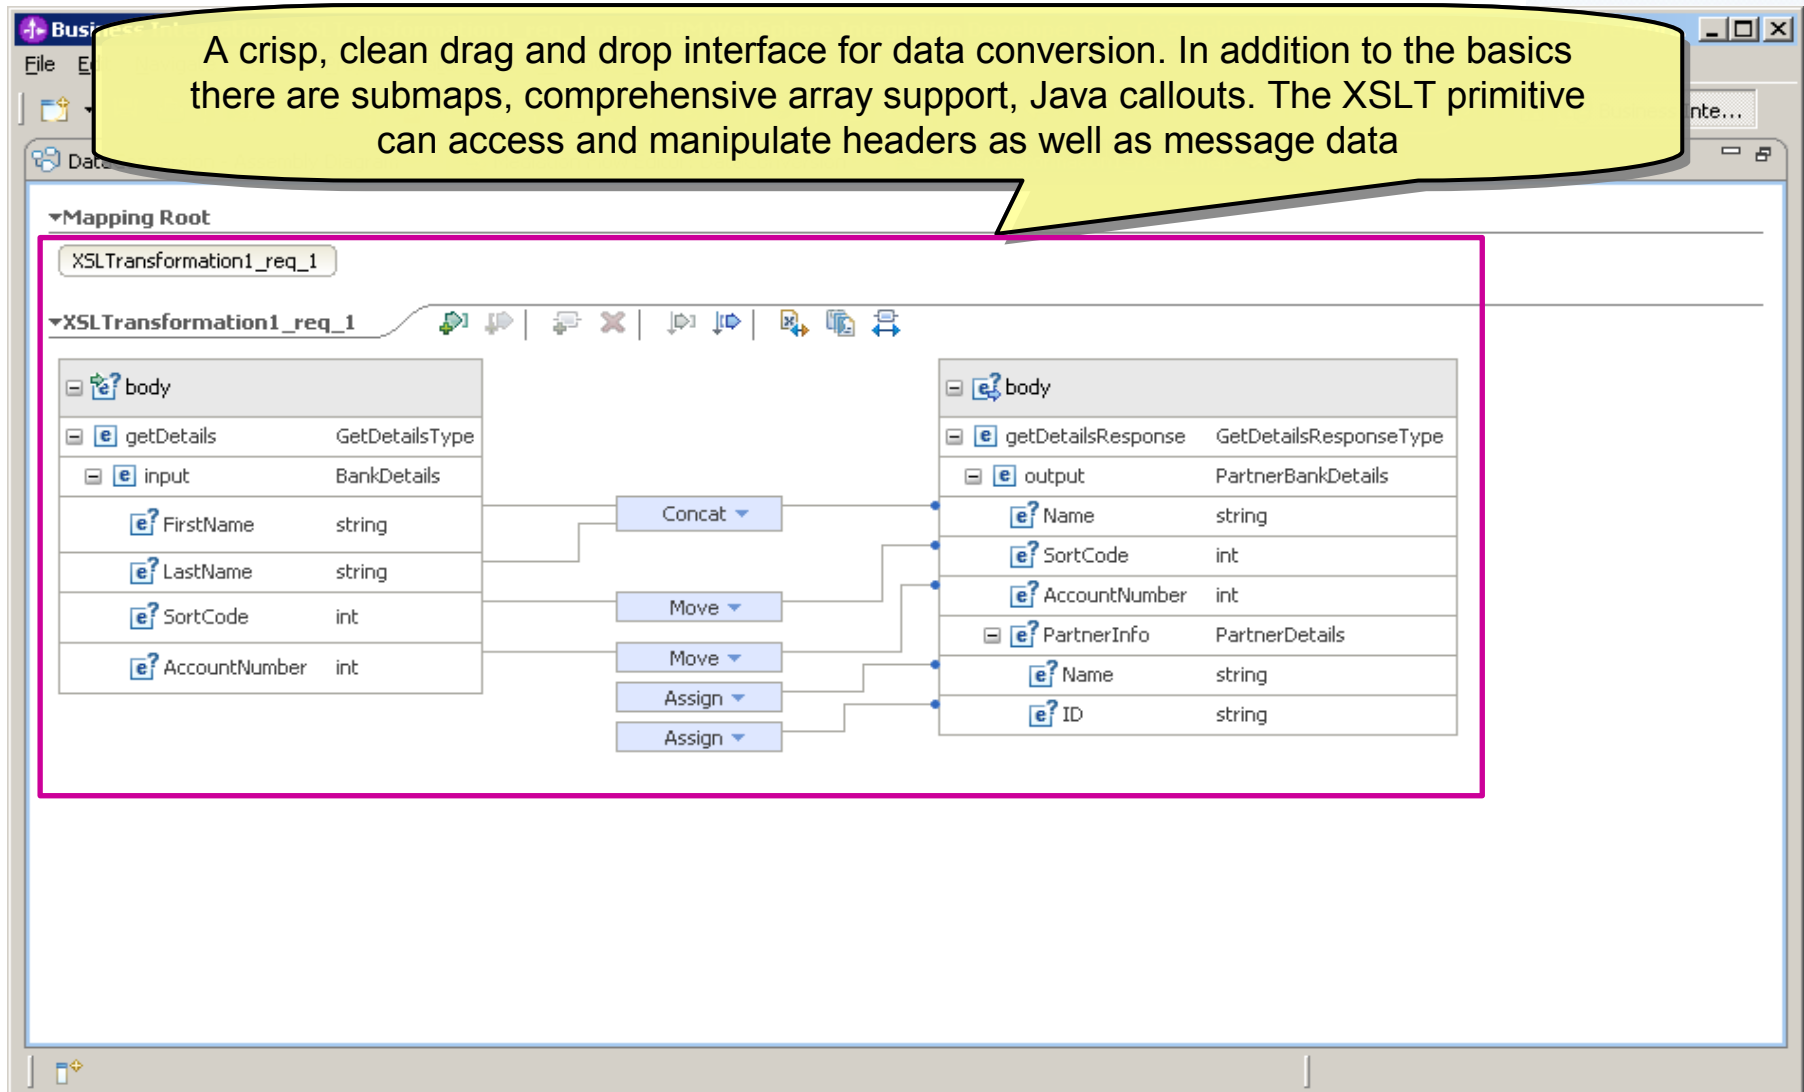 Business
A crisp, clean drag and drop interface for data conversion. In addition to the basics
there are submaps, comprehensive array support, Java callouts. The XSLT primitive
can access and manipulate headers as well as message data
File
Mapping Root
XSLTransformation1_req_1
XSLTransformation1_req_1
body
getDetails GetDetailsType
input BankDetails
FirstName string
LastName string
SortCode int
AccountNumber int
Concat
Move
Move
Assign
Assign
body
getDetailsResponse GetDetailsResponseType
output PartnerBankDetails
Name string
SortCode int
AccountNumber int
PartnerInfo PartnerDetails
Name string
ID string